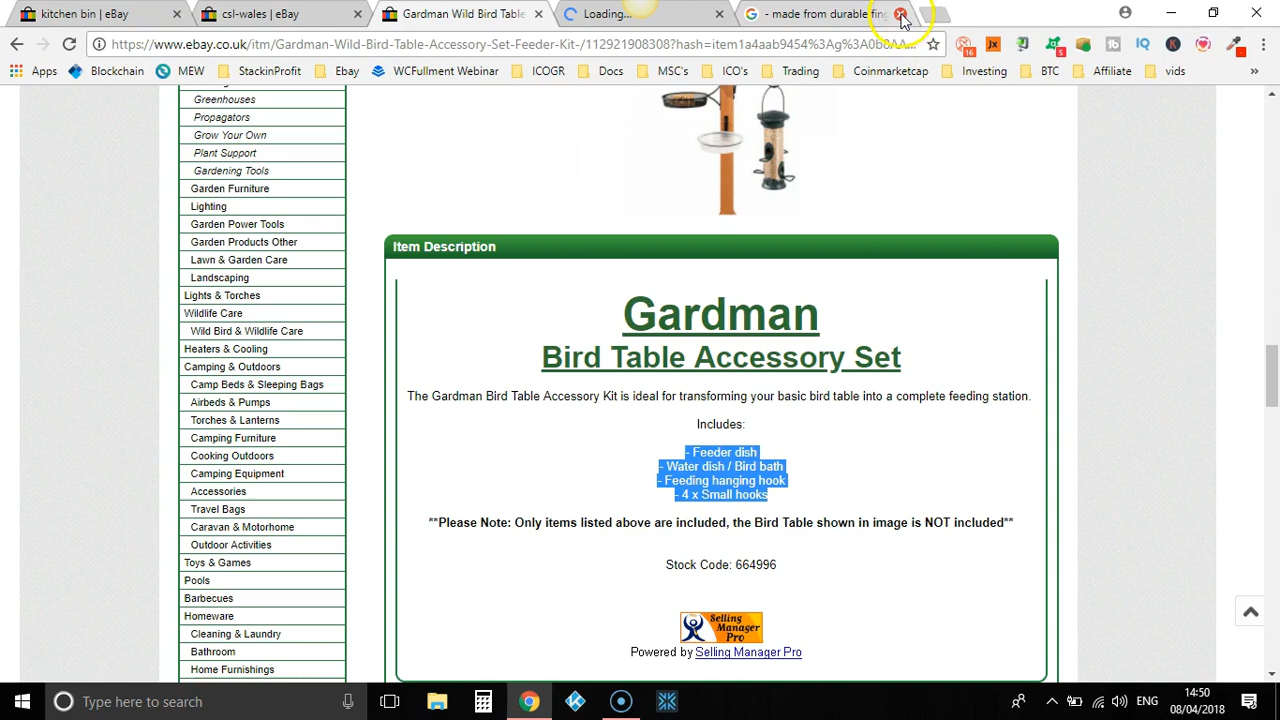 kitchen bin | eBay
csl-wales | eBay
Gardman Wild Bird Table
Loading...
- made from durable fing
https://www.ebay.co.uk/itm/Gardman-Wild-Bird-Table-Accessory-Set-Feeder-Kit-/112921908908?hash=item1a4aab9454%3Ag%3A0b8AA...
Apps
Blockchain
MEW
StackinProfit
Ebay
WCFullment Webinar
ICOGR
Docs
MSC's
ICO's
Trading
Coinmarketcap
Investing
BTC
Affiliate
vids
»
Greenhouses
Propagators
Grow Your Own
Plant Support
Gardening Tools
Garden Furniture
Lighting
Garden Power Tools
Garden Products Other
Lawn & Garden Care
Landscaping
Lights & Torches
Wildlife Care
Wild Bird & Wildlife Care
Heaters & Cooling
Camping & Outdoors
Camp Beds & Sleeping Bags
Airbeds & Pumps
Torches & Lanterns
Camping Furniture
Cooking Outdoors
Camping Equipment
Accessories
Travel Bags
Caravan & Motorhome
Outdoor Activities
Toys & Games
Pools
Barbecues
Homeware
Cleaning & Laundry
Bathroom
Home Furnishings
Item Description
Gardman
Bird Table Accessory Set
The Gardman Bird Table Accessory Kit is ideal for transforming your basic bird table into a complete feeding station.
Includes:
- Feeder dish
- Water dish / Bird bath
- Feeding hanging hook
- 4 x Small hooks
**Please Note: Only items listed above are included, the Bird Table shown in image is NOT included**
Stock Code: 664996
Selling
Manager
Pro
Powered by Selling Manager Pro
Type here to search
ENG
14:50
08/04/2018